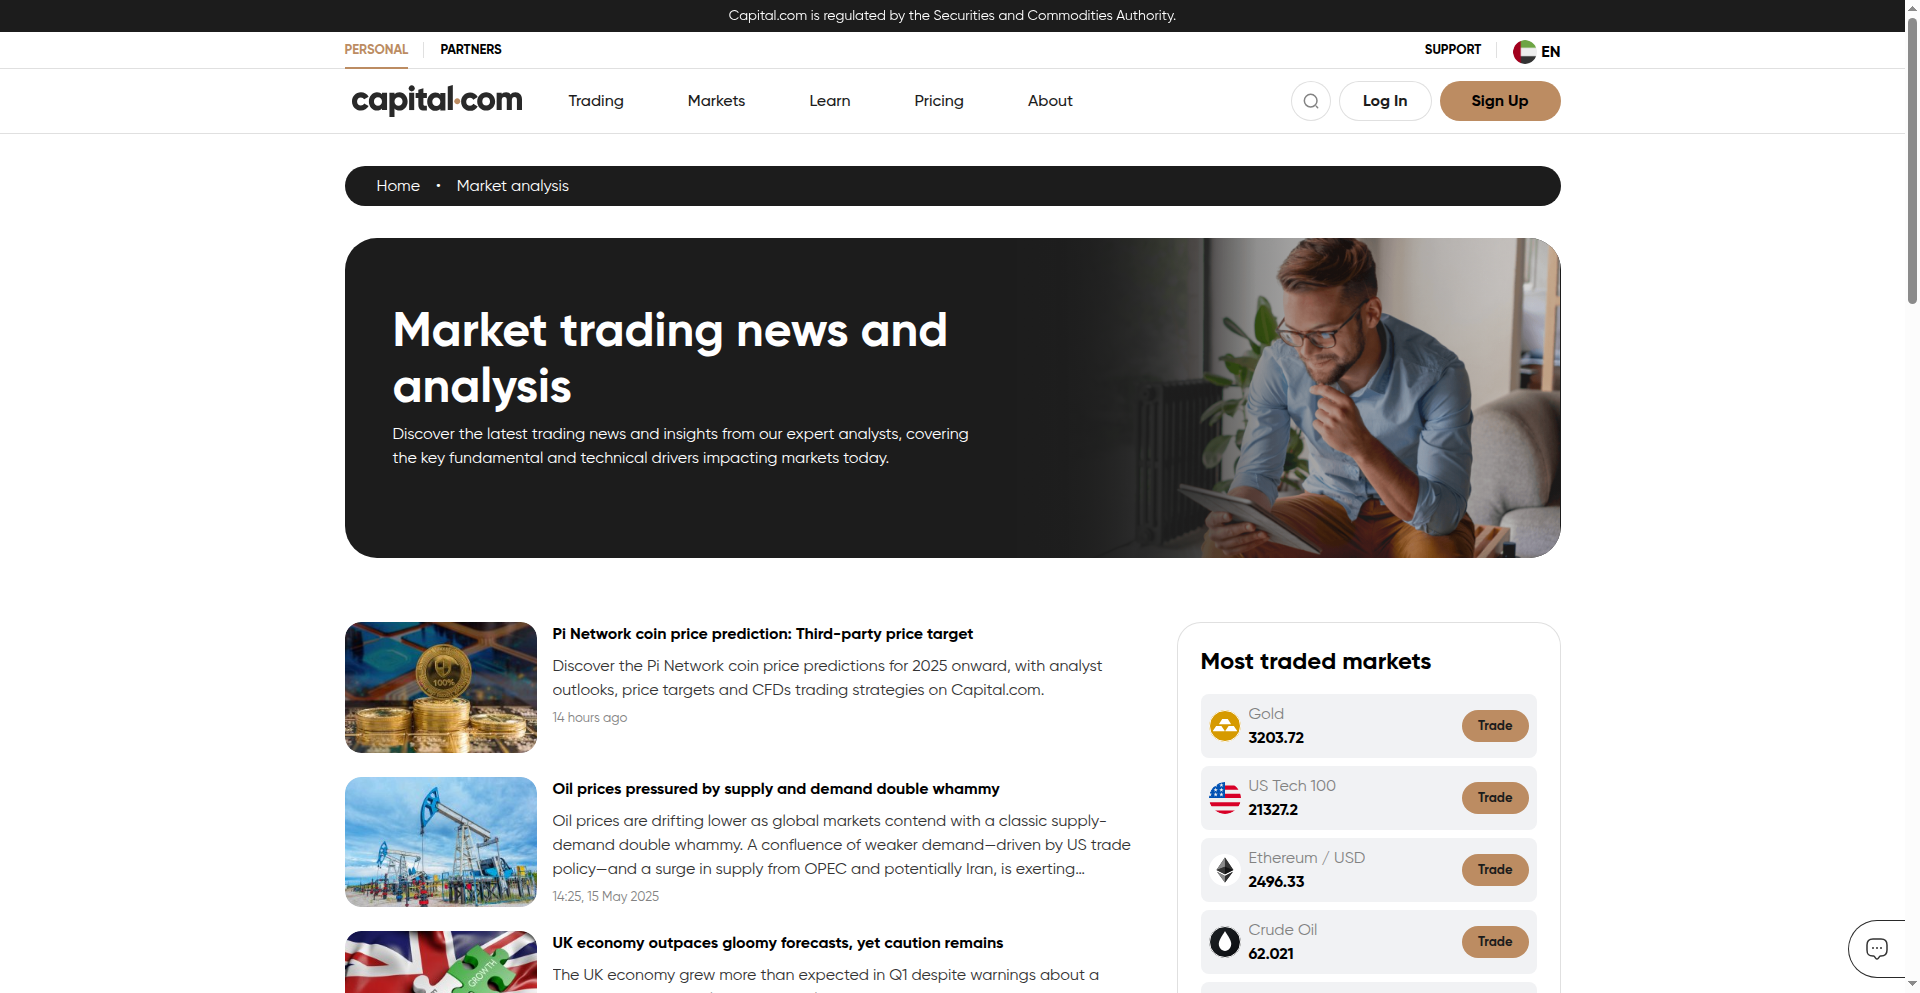 Capital.com is regulated by the Securities and Commodities Authority.
PERSONAL
PARTNERS
SUPPORT
EN
capital.com
Trading
Markets
Learn
Pricing
About
Log In
Sign Up
Home • Market analysis
Market trading news and
analysis
Discover the latest trading news and insights from our expert analysts, covering
the key fundamental and technical drivers impacting markets today.
100%
Pi Network coin price prediction: Third-party price target
Discover the Pi Network coin price predictions for 2025 onward, with analyst
outlooks, price targets and CFDs trading strategies on Capital.com.
14 hours ago
Oil prices pressured by supply and demand double whammy
Oil prices are drifting lower as global markets contend with a classic supply-
demand double whammy. A confluence of weaker demand—driven by US trade
policy—and a surge in supply from OPEC and potentially Iran, is exerting...
14:25, 15 May 2025
GROWTH
UK economy outpaces gloomy forecasts, yet caution remains
The UK economy grew more than expected in Q1 despite warnings about a
Most traded markets
Gold
3203.72
Trade
US Tech 100
21327.2
Trade
Ethereum / USD
2496.33
Trade
Crude Oil
62.021
Trade